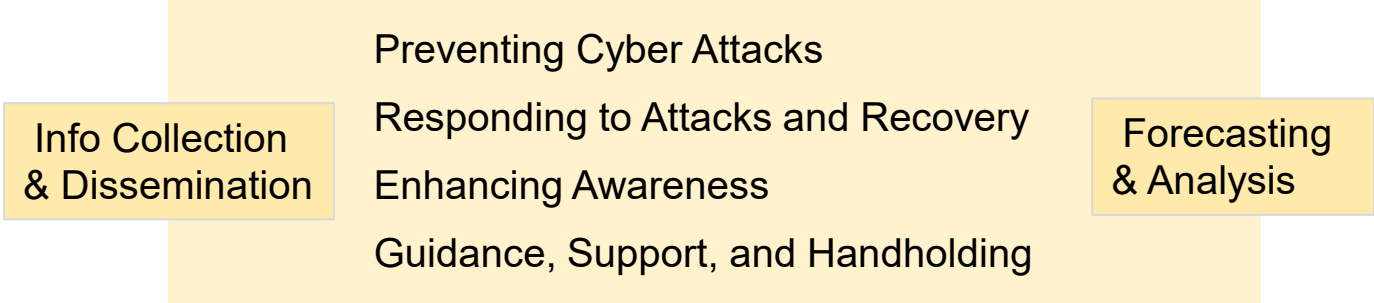 Info Collection
& Dissemination
Preventing Cyber Attacks
Responding to Attacks and Recovery
Enhancing Awareness
Guidance, Support, and Handholding
Forecasting
& Analysis